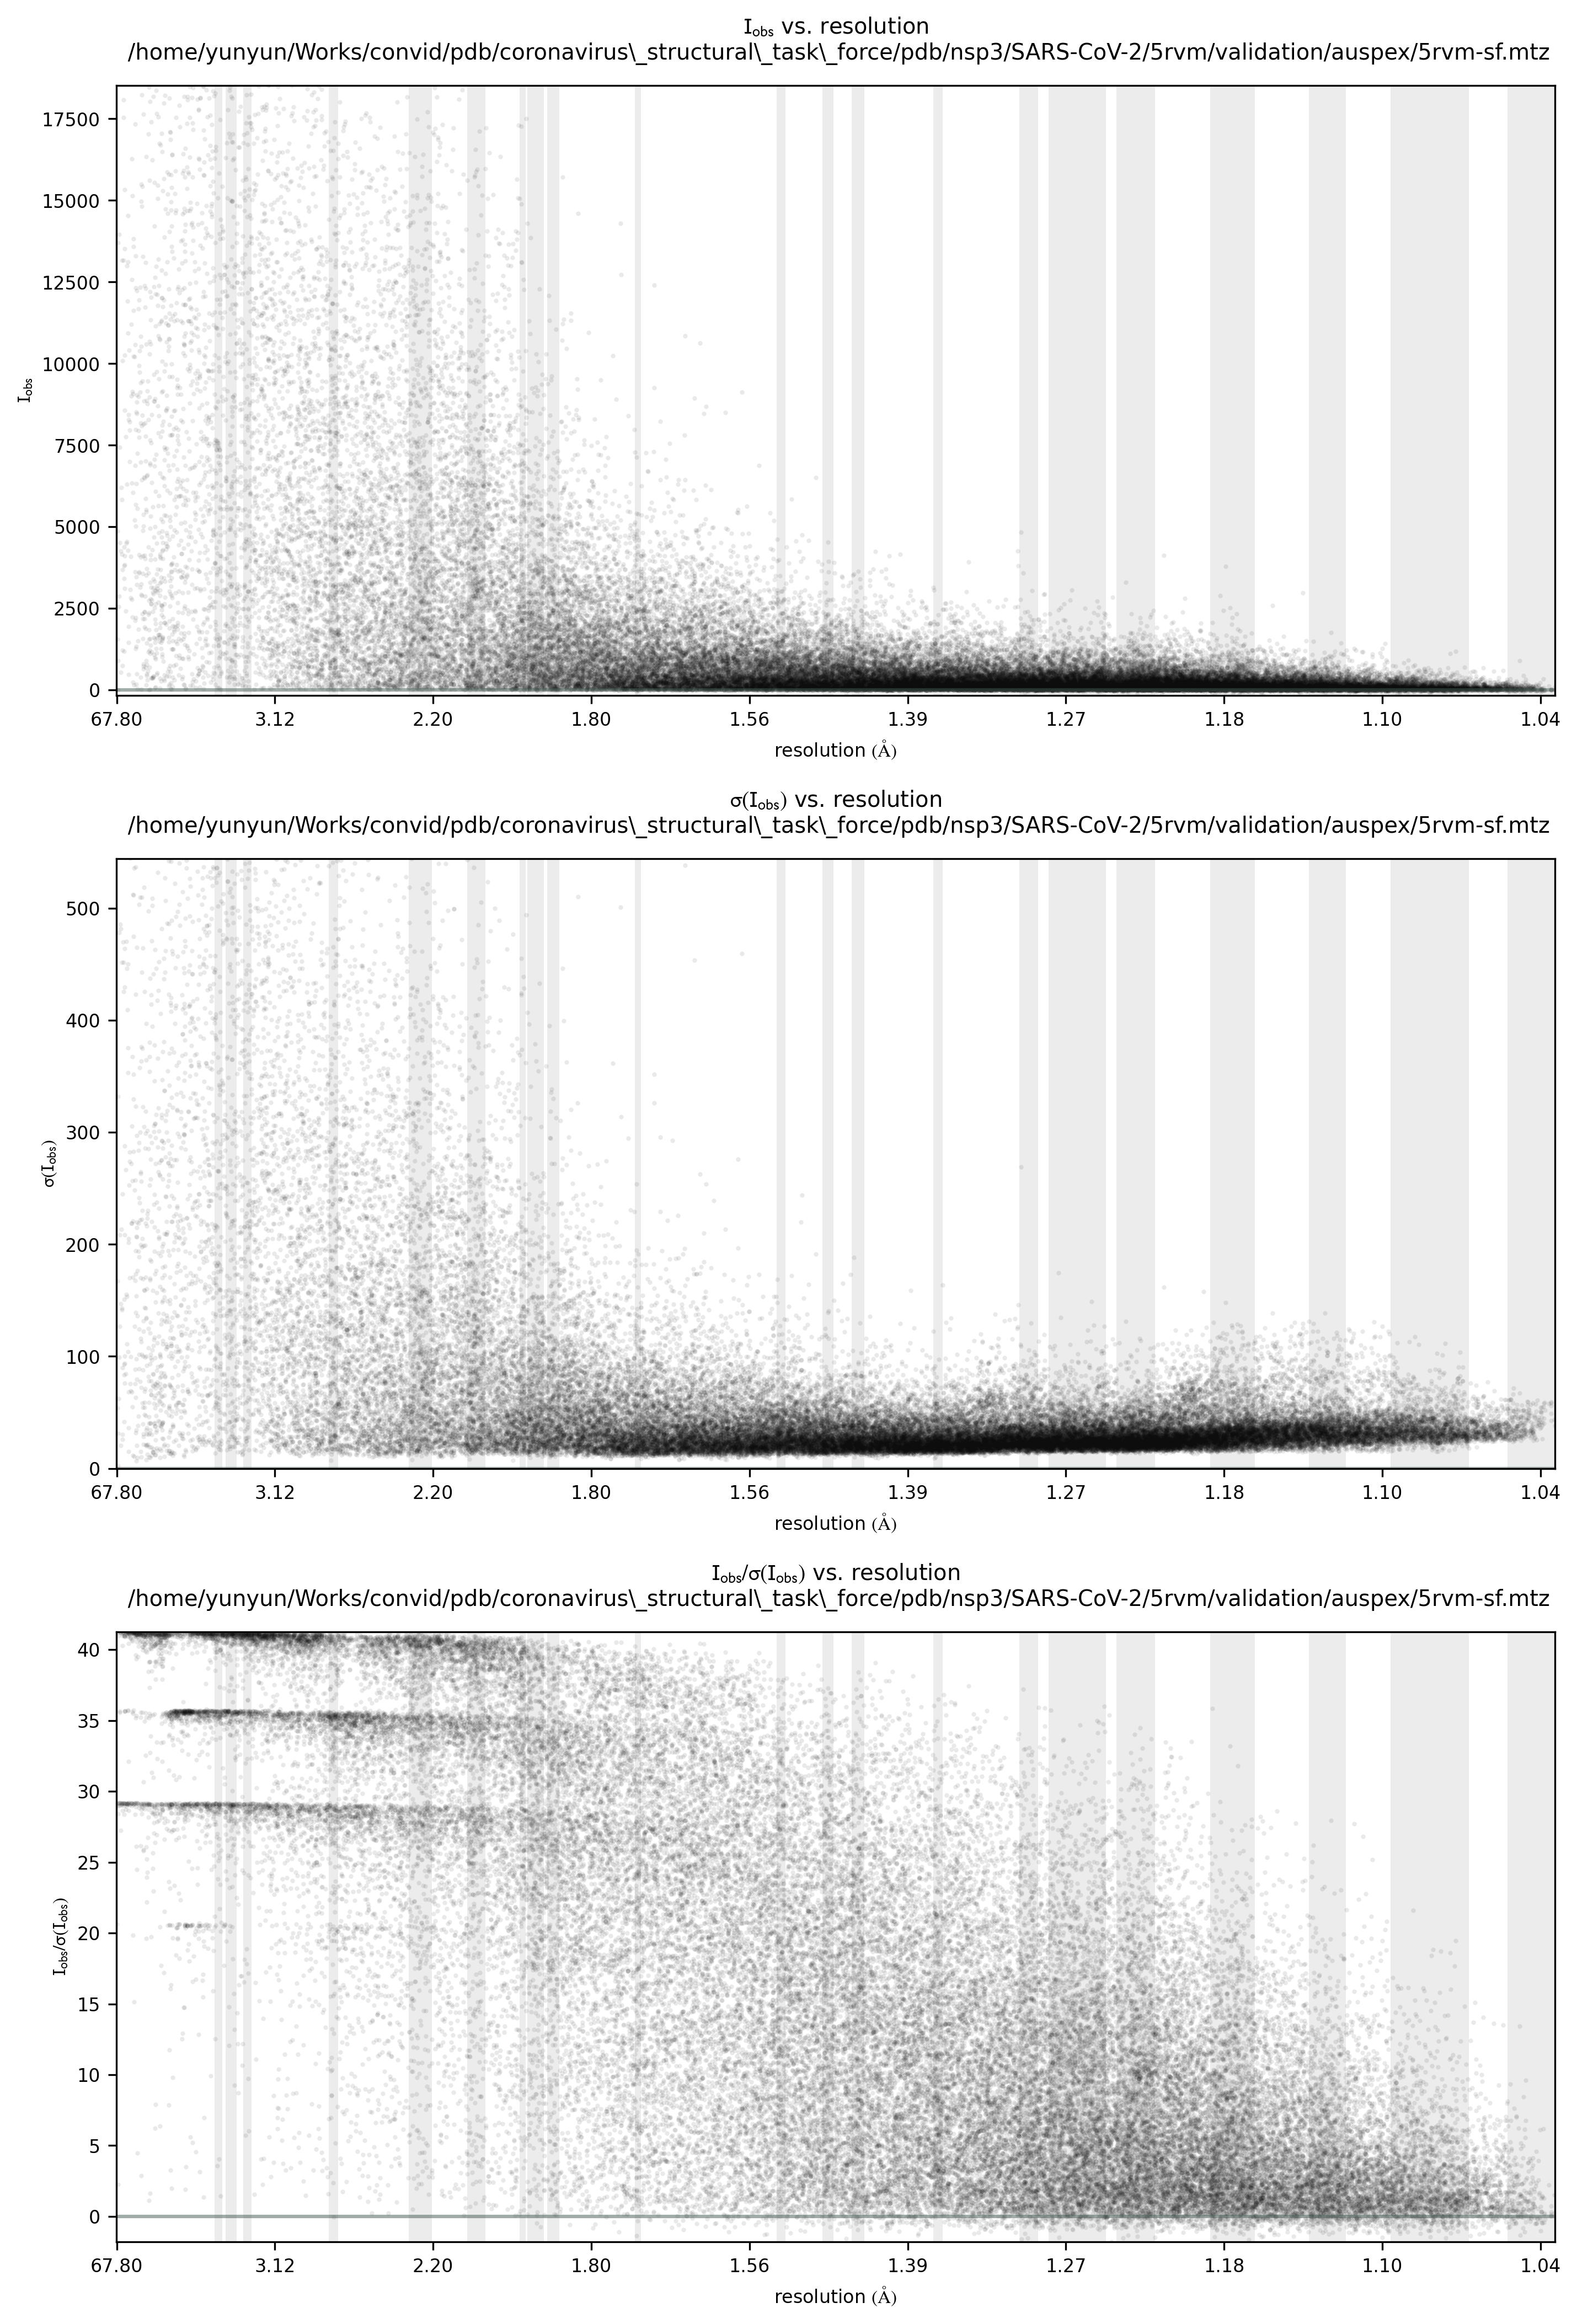 Iobs vs. resolution
/home/yunyun/Works/convid/pdb/coronavirus\_structural\_task\_force/pdb/nsp3/SARS-CoV-2/5rvm/validation/auspex/5rvm-sf.mtz
17500
15000
12500
10000
7500
5000
2500
0
Iobs
67.80 3.12 2.20 1.80 1.56 1.39 1.27 1.18 1.10 1.04
resolution (Å)
σ(Iobs) vs. resolution
/home/yunyun/Works/convid/pdb/coronavirus\_structural\_task\_force/pdb/nsp3/SARS-CoV-2/5rvm/validation/auspex/5rvm-sf.mtz
500
400
300
200
100
0
σ(Iobs)
67.80 3.12 2.20 1.80 1.56 1.39 1.27 1.18 1.10 1.04
resolution (Å)
Iobs/σ(Iobs) vs. resolution
/home/yunyun/Works/convid/pdb/coronavirus\_structural\_task\_force/pdb/nsp3/SARS-CoV-2/5rvm/validation/auspex/5rvm-sf.mtz
40
35
30
25
20
15
10
5
0
Iobs/σ(Iobs)
67.80 3.12 2.20 1.80 1.56 1.39 1.27 1.18 1.10 1.04
resolution (Å)